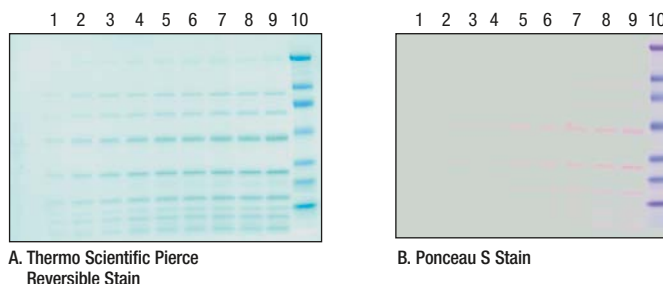 1 2 3 4 5 6 7 8 9 10
1 2 3 4 5 6 7 8 9 10
A. Thermo Scientific Pierce
Reversible Stain
B. Ponceau S Stain